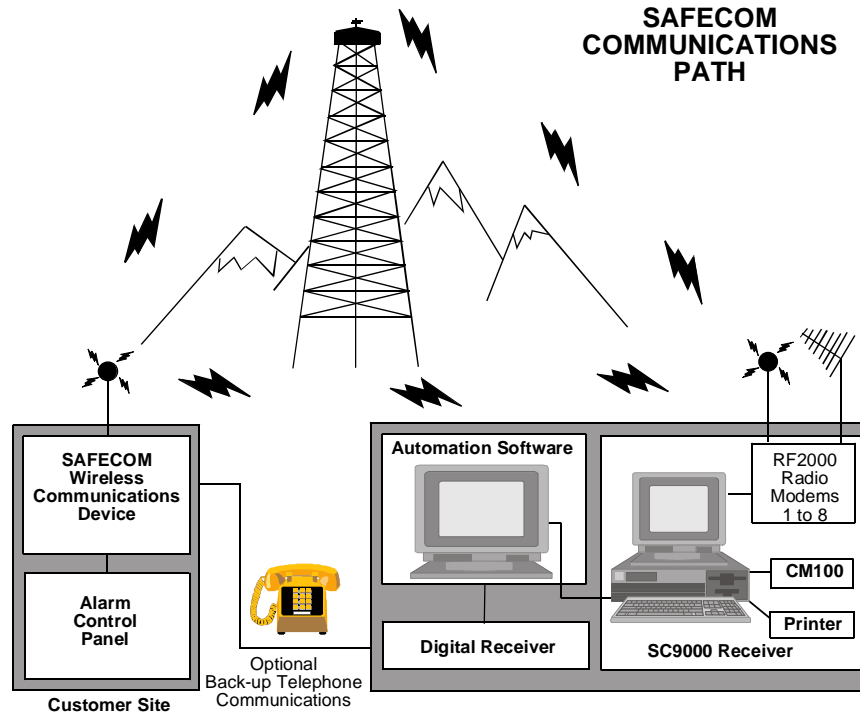 SAFECOM
COMMUNICATIONS
PATH
SAFECOM
Wireless
Communications
Device
Alarm
Control
Panel
Customer Site
Optional
Back-up Telephone
Communications
Automation Software
Digital Receiver
RF2000
Radio
Modems
1 to 8
CM100
Printer
SC9000 Receiver